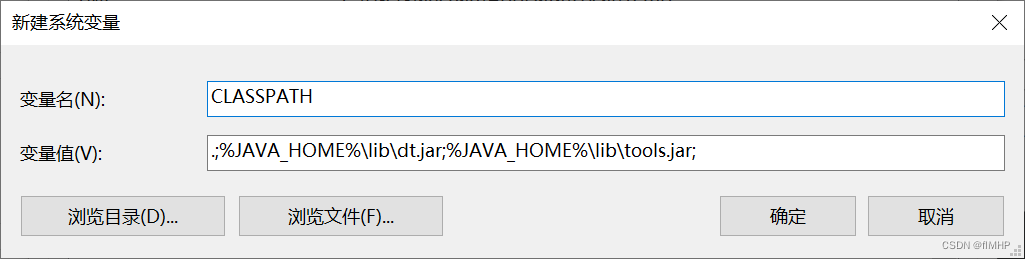 新建系统变量
变量名(N):
CLASSPATH
变量值(V):
.;%JAVA_HOME%\lib\dt.jar;%JAVA_HOME%\lib\tools.jar;
浏览目录(D)...
浏览文件(F)...
确定
取消
CSDN @flMHP